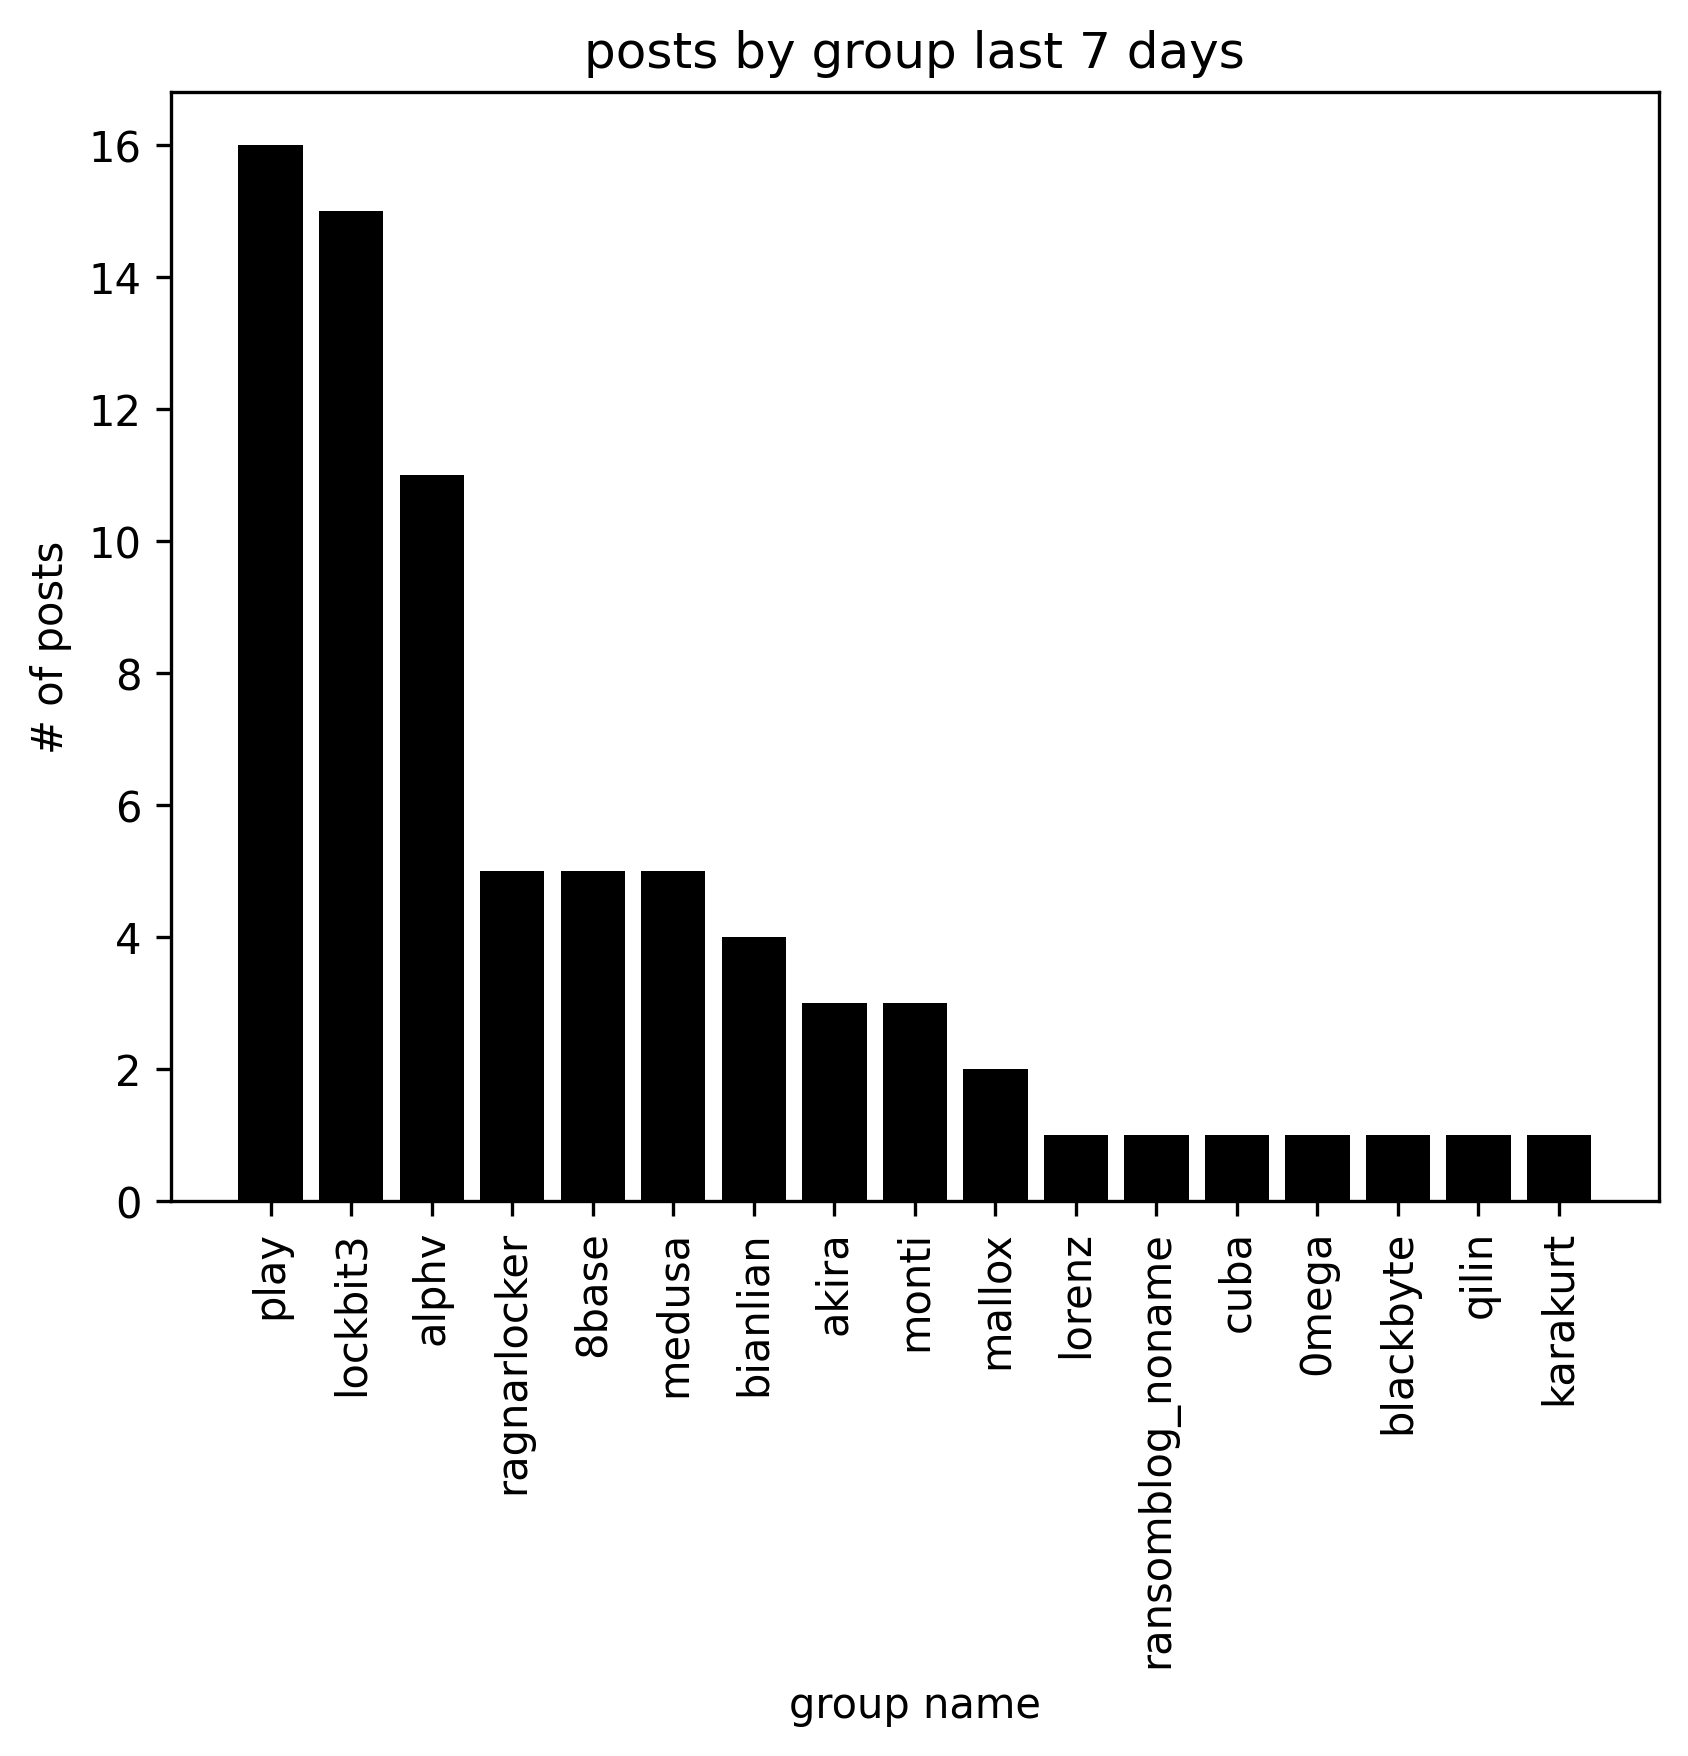 posts by group last 7 days
16
14
12
10
8
6
4
2
0
# of posts
play
lockbit3
alphv
ragnarlocker
8base
medusa
bianlian
akira
monti
mallox
lorenz
ransomblog_noname
cuba
0mega
blackbyte
qilin
karakurt
group name